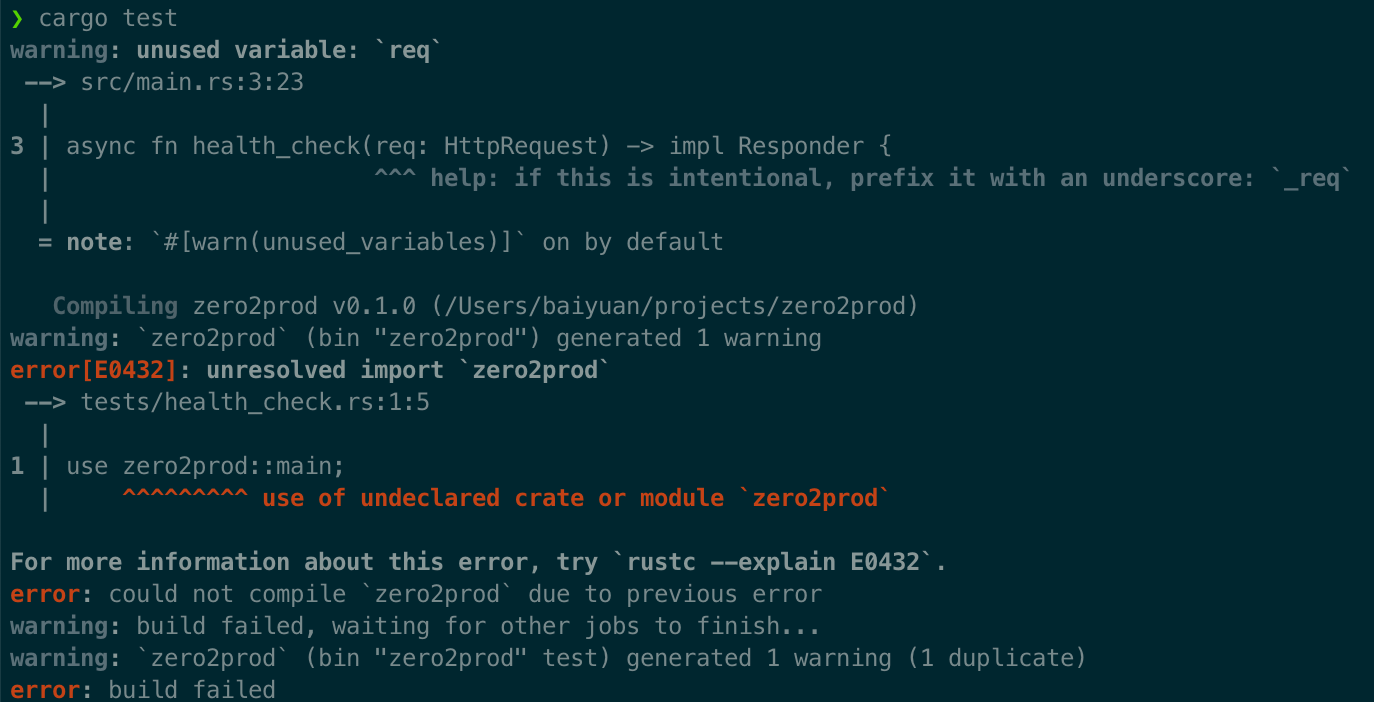 ❯ cargo test
warning: unused variable: `req`
 --> src/main.rs:3:23
  |
3 | async fn health_check(req: HttpRequest) -> impl Responder {
  |                       ^^^ help: if this is intentional, prefix it with an underscore: `_req`
  |
  = note: `#[warn(unused_variables)]` on by default

   Compiling zero2prod v0.1.0 (/Users/baiyuan/projects/zero2prod)
warning: `zero2prod` (bin "zero2prod") generated 1 warning
error[E0432]: unresolved import `zero2prod`
 --> tests/health_check.rs:1:5
  |
1 | use zero2prod::main;
  |     ^^^^^^^^^ use of undeclared crate or module `zero2prod`

For more information about this error, try `rustc --explain E0432`.
error: could not compile `zero2prod` due to previous error
warning: build failed, waiting for other jobs to finish...
warning: `zero2prod` (bin "zero2prod" test) generated 1 warning (1 duplicate)
error: build failed